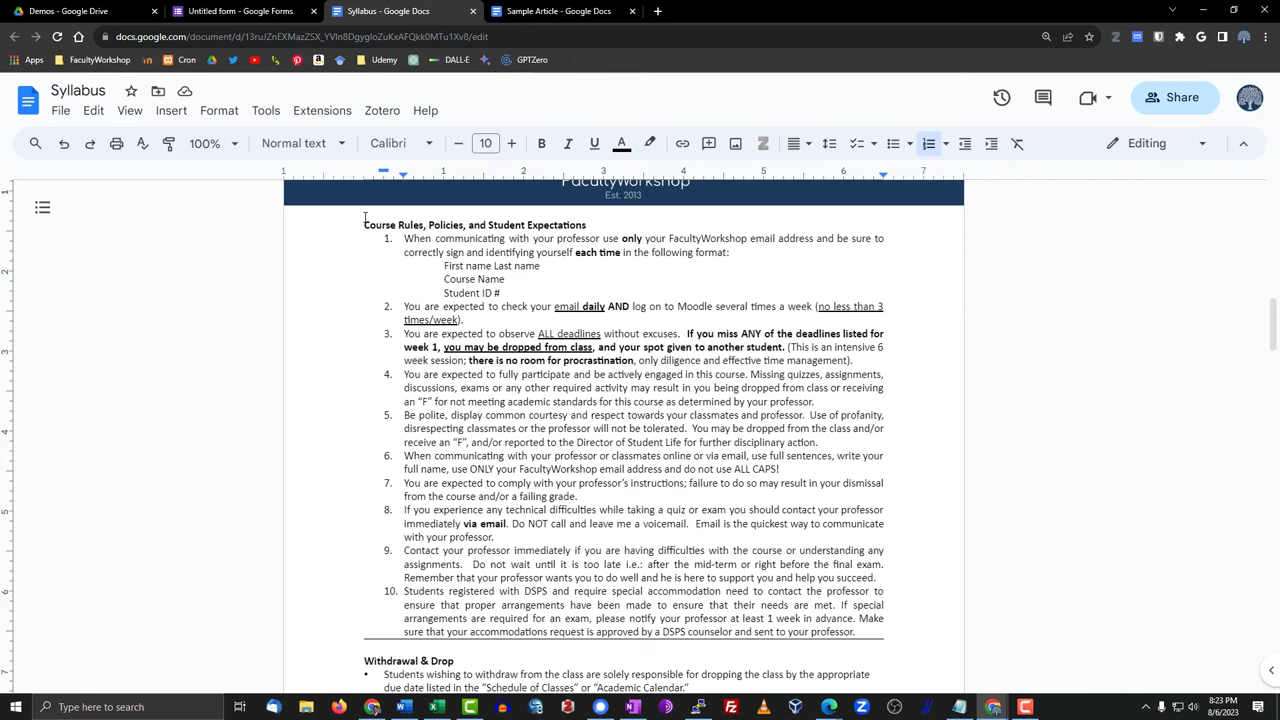 Demos - Google Drive
Untitled form - Google Forms
Syllabus - Google Docs
Sample Article - Google Docs
docs.google.com/document/d/13ruJZnEXMazZSX_YVln8DgygIoZuKxAFQkk0MTu1Xv8/edit
Apps
FacultyWorkshop
Cron
Udemy
DALL-E
GPTZero
Syllabus
File Edit View Insert Format Tools Extensions Zotero Help
Share
100% Normal text Calibri 10 Editing
1 1 2 3 4 5 6 7
FacultyWorkshop
Est. 2013
Course Rules, Policies, and Student Expectations
1. When communicating with your professor use only your FacultyWorkshop email address and be sure to
correctly sign and identifying yourself each time in the following format:
First name Last name
Course Name
Student ID #
2. You are expected to check your email daily AND log on to Moodle several times a week (no less than 3
times/week).
3. You are expected to observe ALL deadlines without excuses. If you miss ANY of the deadlines listed for
week 1, you may be dropped from class, and your spot given to another student. (This is an intensive 6
week session; there is no room for procrastination, only diligence and effective time management).
4. You are expected to fully participate and be actively engaged in this course. Missing quizzes, assignments,
discussions, exams or any other required activity may result in you being dropped from class or receiving
an “F” for not meeting academic standards for this course as determined by your professor.
5. Be polite, display common courtesy and respect towards your classmates and professor. Use of profanity,
disrespecting classmates or the professor will not be tolerated. You may be dropped from the class and/or
receive an “F”, and/or reported to the Director of Student Life for further disciplinary action.
6. When communicating with your professor or classmates online or via email, use full sentences, write your
full name, use ONLY your FacultyWorkshop email address and do not use ALL CAPS!
7. You are expected to comply with your professor’s instructions; failure to do so may result in your dismissal
from the course and/or a failing grade.
8. If you experience any technical difficulties while taking a quiz or exam you should contact your professor
immediately via email. Do NOT call and leave me a voicemail. Email is the quickest way to communicate
with your professor.
9. Contact your professor immediately if you are having difficulties with the course or understanding any
assignments. Do not wait until it is too late i.e.: after the mid-term or right before the final exam.
Remember that your professor wants you to do well and he is here to support you and help you succeed.
10. Students registered with DSPS and require special accommodation need to contact the professor to
ensure that proper arrangements have been made to ensure that their needs are met. If special
arrangements are required for an exam, please notify your professor at least 1 week in advance. Make
sure that your accommodations request is approved by a DSPS counselor and sent to your professor.
Withdrawal & Drop
▪ Students wishing to withdraw from the class are solely responsible for dropping the class by the appropriate
due date listed in the “Schedule of Classes” or “Academic Calendar.”
Type here to search
8:23 PM
8/6/2023